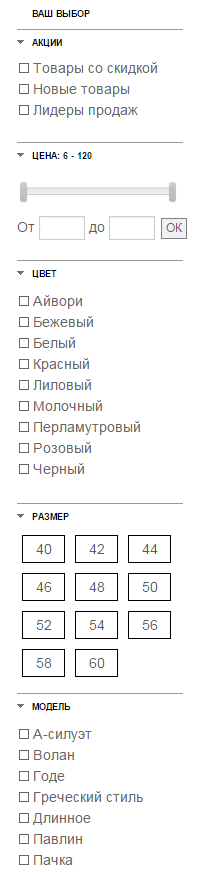 ВАШ ВЫБОР
АКЦИИ
Товары со скидкой
Новые товары
Лидеры продаж
ЦЕНА: 6 - 120
От до ОК
ЦВЕТ
Айвори
Бежевый
Белый
Красный
Лиловый
Молочный
Перламутровый
Розовый
Черный
РАЗМЕР
40 42 44
46 48 50
52 54 56
58 60
МОДЕЛЬ
А-силуэт
Волан
Годе
Греческий стиль
Длинное
Павлин
Пачка